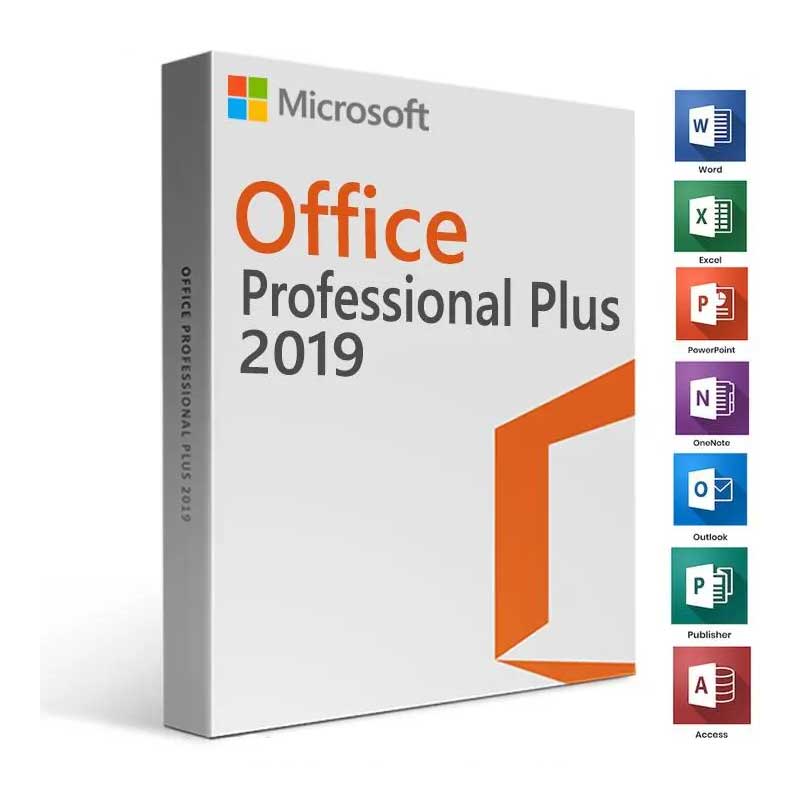 Microsoft
Office
Professional Plus
2019
OFFICE PROFESSIONAL PLUS 2019
W
Word
X
Excel
P
PowerPoint
N
OneNote
O
Outlook
P
Publisher
A
Access